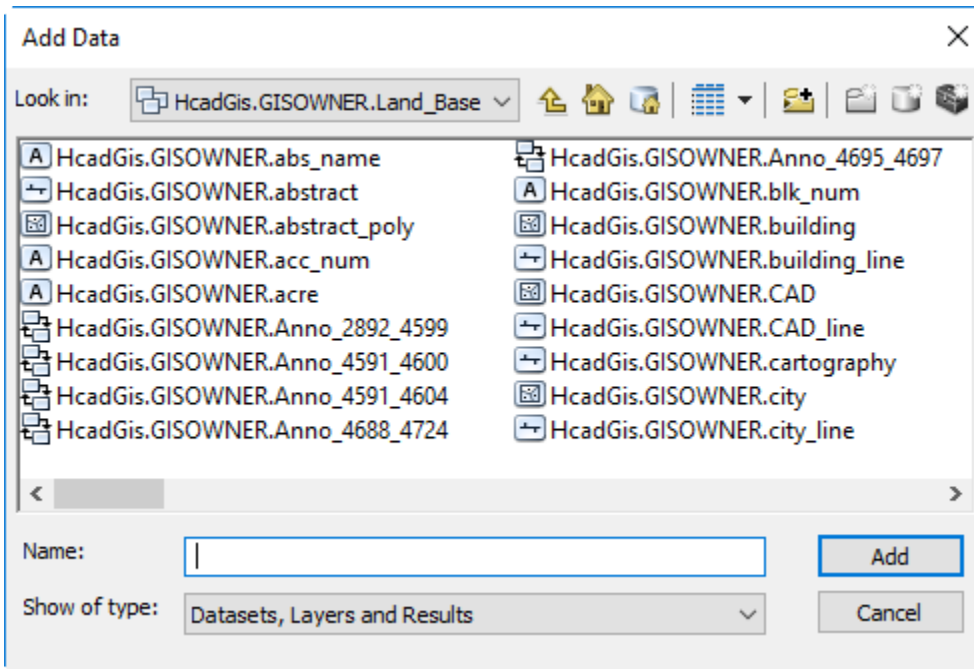 Add Data
Look in: HcadGis.GISOWNER.Land_Base
A HcadGis.GISOWNER.abs_name
HcadGis.GISOWNER.abstract
HcadGis.GISOWNER.abstract_poly
A HcadGis.GISOWNER.acc_num
A HcadGis.GISOWNER.acre
HcadGis.GISOWNER.Anno_2892_4599
HcadGis.GISOWNER.Anno_4591_4600
HcadGis.GISOWNER.Anno_4591_4604
HcadGis.GISOWNER.Anno_4688_4724
HcadGis.GISOWNER.Anno_4695_4697
A HcadGis.GISOWNER.blk_num
HcadGis.GISOWNER.building
HcadGis.GISOWNER.building_line
HcadGis.GISOWNER.CAD
HcadGis.GISOWNER.CAD_line
HcadGis.GISOWNER.cartography
HcadGis.GISOWNER.city
HcadGis.GISOWNER.city_line
Name:
Add
Show of type: Datasets, Layers and Results
Cancel